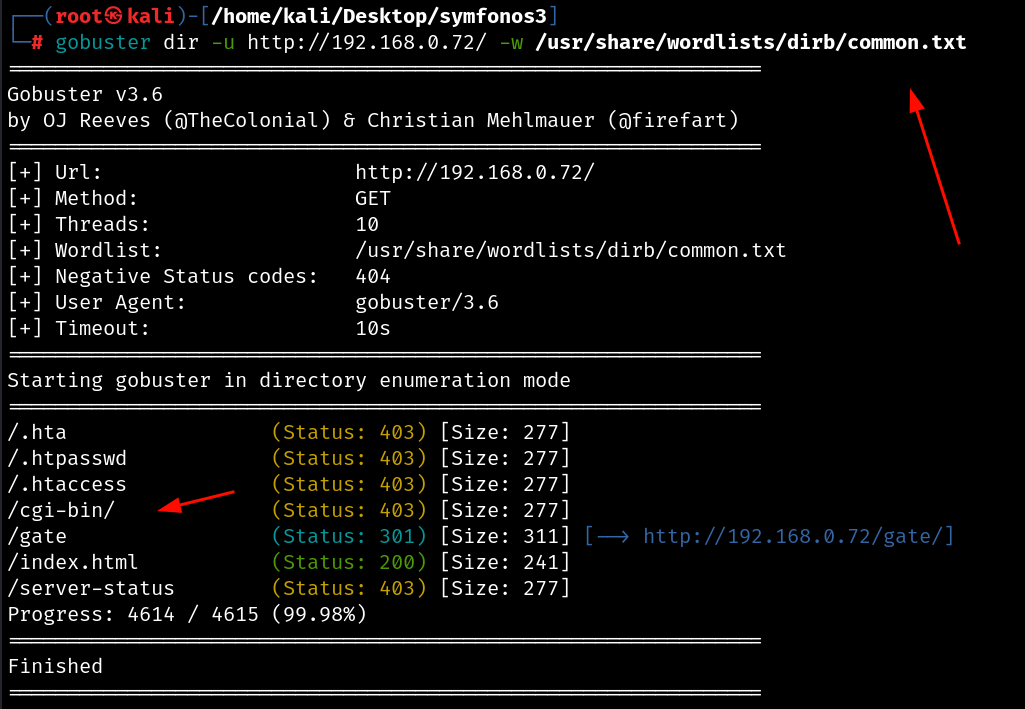 ┌──(root㉿kali)-[/home/kali/Desktop/symfonos3]
└─# gobuster dir -u http://192.168.0.72/ -w /usr/share/wordlists/dirb/common.txt
===============================================================
Gobuster v3.6
by OJ Reeves (@TheColonial) & Christian Mehlmauer (@firefart)
===============================================================
[+] Url:                     http://192.168.0.72/
[+] Method:                  GET
[+] Threads:                 10
[+] Wordlist:                /usr/share/wordlists/dirb/common.txt
[+] Negative Status codes:   404
[+] User Agent:              gobuster/3.6
[+] Timeout:                 10s
===============================================================
Starting gobuster in directory enumeration mode
===============================================================
/.hta                 (Status: 403) [Size: 277]
/.htpasswd            (Status: 403) [Size: 277]
/.htaccess            (Status: 403) [Size: 277]
/cgi-bin/             (Status: 403) [Size: 277]
/gate                 (Status: 301) [Size: 311] [--> http://192.168.0.72/gate/]
/index.html           (Status: 200) [Size: 241]
/server-status        (Status: 403) [Size: 277]
Progress: 4614 / 4615 (99.98%)
===============================================================
Finished
===============================================================